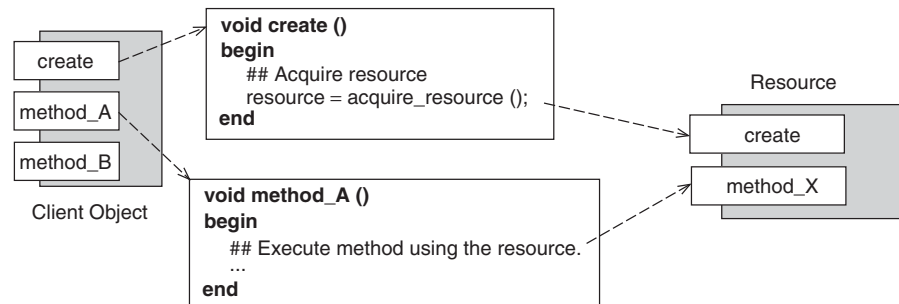 create
method_A
method_B
Client Object
void create ()
begin
## Acquire resource
resource = acquire_resource ();
end
void method_A ()
begin
## Execute method using the resource.
...
end
Resource
create
method_X